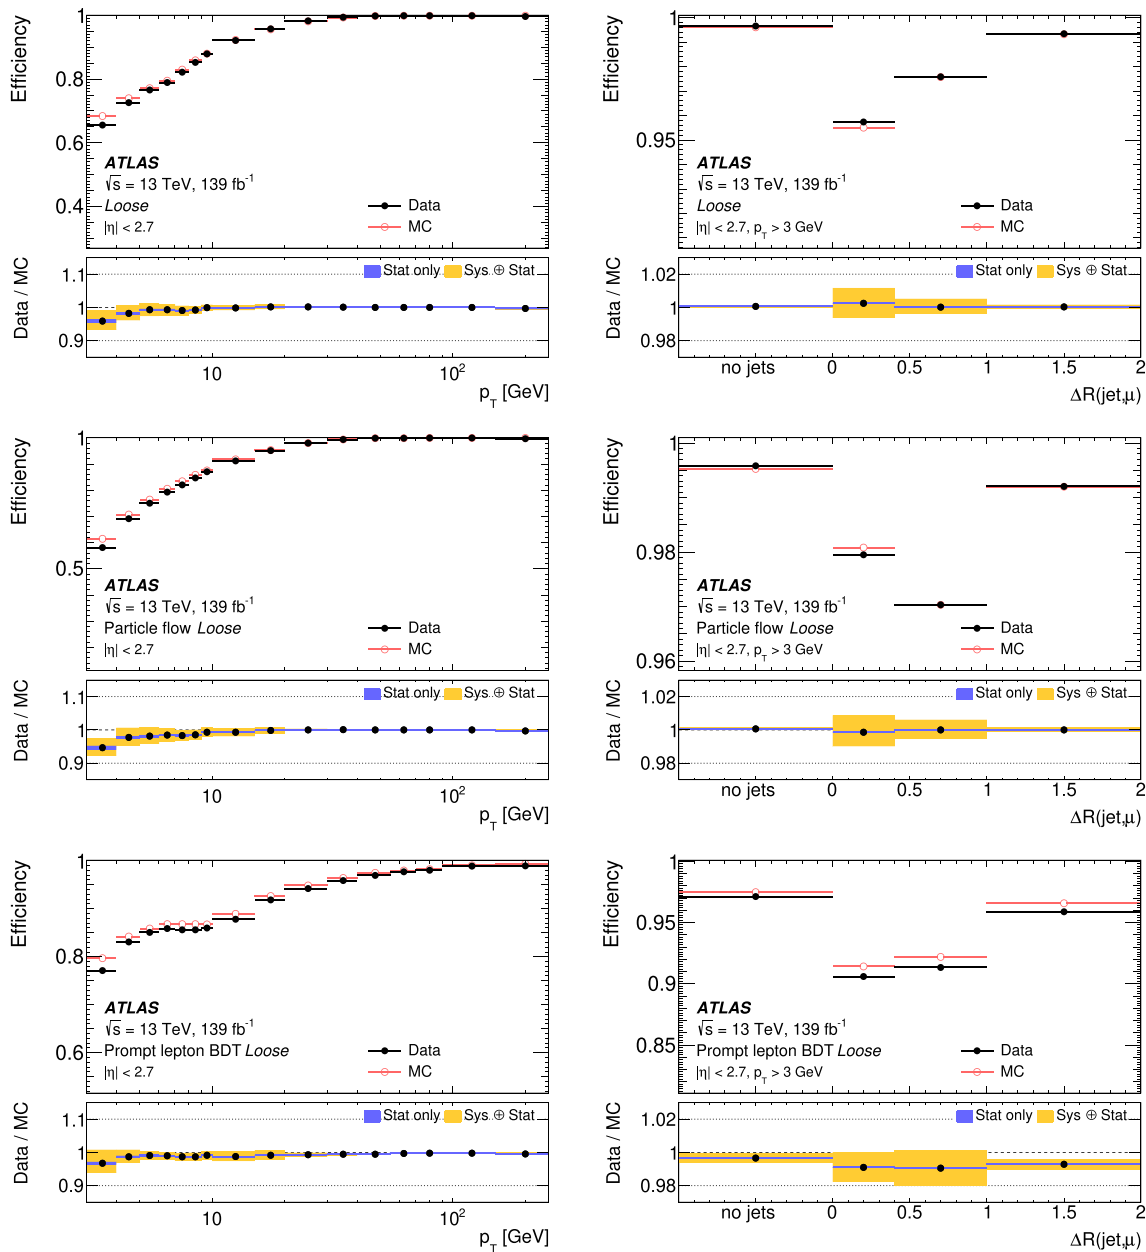 Efficiency
1
0.8
0.6
0.4
ATLAS
√s = 13 TeV, 139 fb⁻¹
Loose
|η| < 2.7
Data
MC
Data / MC
1.1
1
0.9
Stat only
Sys ⊕ Stat
10
10²
p_T [GeV]
Efficiency
1
0.95
ATLAS
√s = 13 TeV, 139 fb⁻¹
Loose
|η| < 2.7, p_T > 3 GeV
Data
MC
Data / MC
1.02
1
0.98
Stat only
Sys ⊕ Stat
no jets
0
0.5
1
1.5
2
ΔR(jet,μ)
Efficiency
1
0.5
ATLAS
√s = 13 TeV, 139 fb⁻¹
Particle flow Loose
|η| < 2.7
Data
MC
Data / MC
1.1
1
0.9
Stat only
Sys ⊕ Stat
10
10²
p_T [GeV]
Efficiency
1
0.98
0.96
ATLAS
√s = 13 TeV, 139 fb⁻¹
Particle flow Loose
|η| < 2.7, p_T > 3 GeV
Data
MC
Data / MC
1.02
1
0.98
Stat only
Sys ⊕ Stat
no jets
0
0.5
1
1.5
2
ΔR(jet,μ)
Efficiency
1
0.8
0.6
ATLAS
√s = 13 TeV, 139 fb⁻¹
Prompt lepton BDT Loose
|η| < 2.7
Data
MC
Data / MC
1.1
1
0.9
Stat only
Sys ⊕ Stat
10
10²
p_T [GeV]
Efficiency
1
0.95
0.9
0.85
ATLAS
√s = 13 TeV, 139 fb⁻¹
Prompt lepton BDT Loose
|η| < 2.7, p_T > 3 GeV
Data
MC
Data / MC
1.02
1
0.98
Stat only
Sys ⊕ Stat
no jets
0
0.5
1
1.5
2
ΔR(jet,μ)